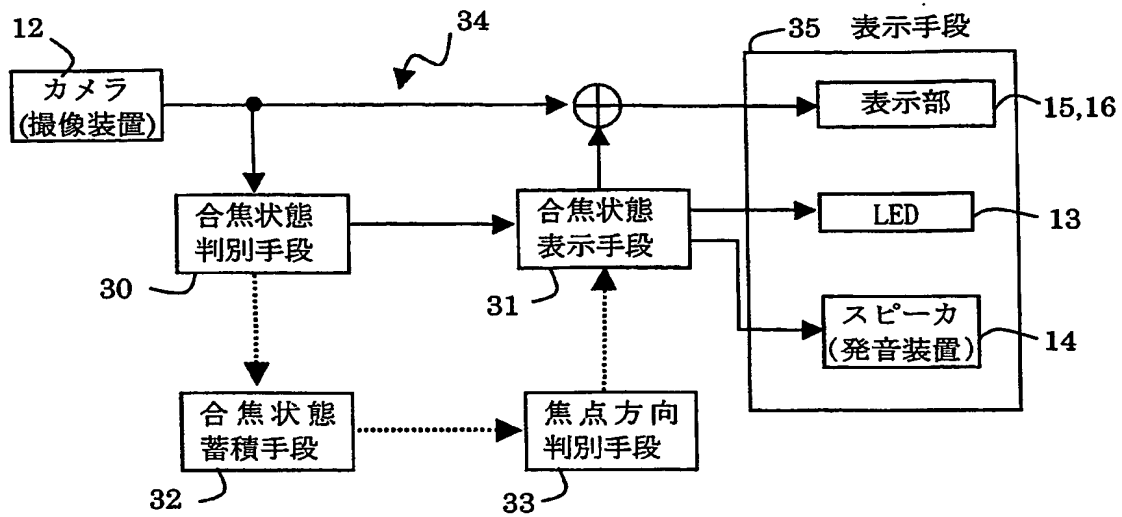 12
34
35 表示手段
カメラ
(撮像装置)
表示部
15,16
合焦状態
判別手段
30
合焦状態
表示手段
31
LED
13
スピーカ
(発音装置)
14
合焦状態
蓄積手段
32
焦点方向
判別手段
33